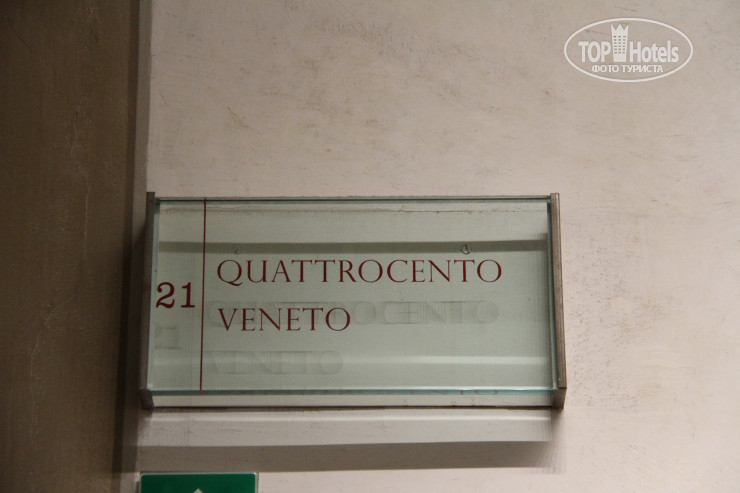 TOP Hotels
ФОТО ТУРИСТА
21
QUATTROCENTO
VENETO